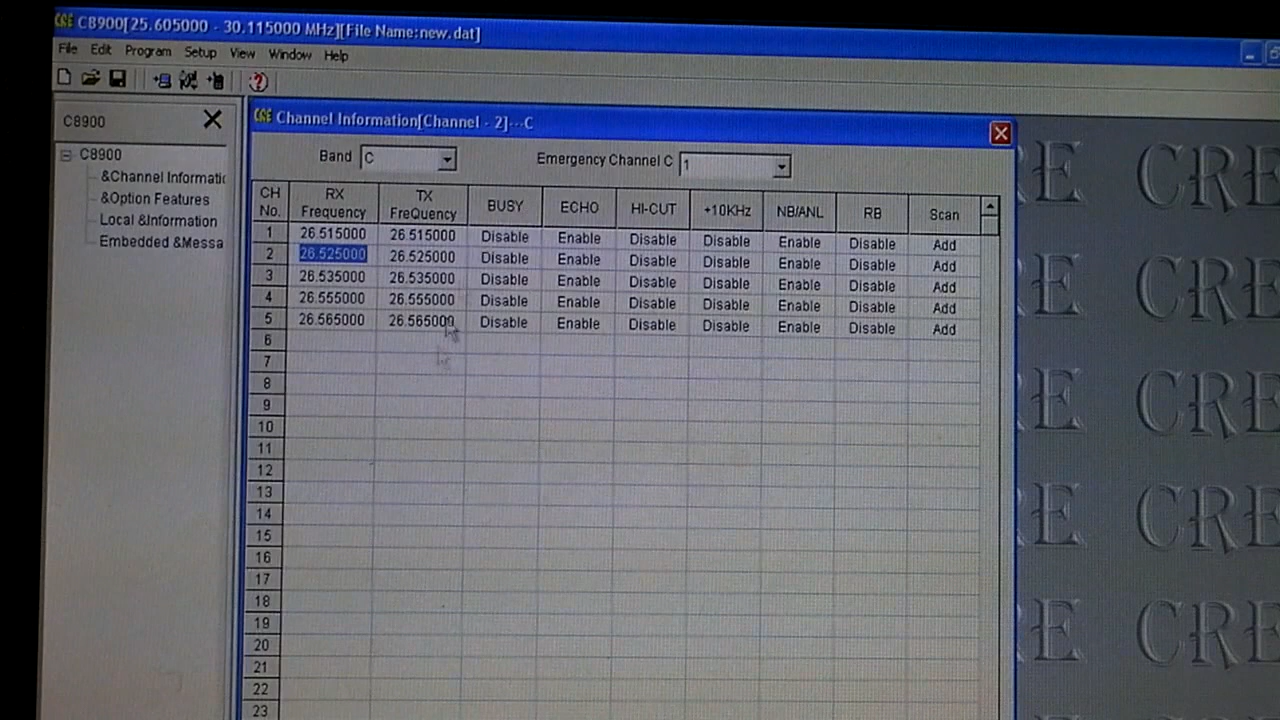 CRE C8900[25.605000 - 30.115000 MHz][File Name:new.dat]
File Edit Program Setup View Window Help
C8900
C8900
&Channel Informatic
&Option Features
Local &Information
Embedded &Messa
CRE Channel Information[Channel - 2]---C
Band C Emergency Channel C 1
CH No. RX Frequency TX FreQuency BUSY ECHO HI-CUT +10KHz NB/ANL RB Scan
1 26.515000 26.515000 Disable Enable Disable Disable Enable Disable Add
2 26.525000 26.525000 Disable Enable Disable Disable Enable Disable Add
3 26.535000 26.535000 Disable Enable Disable Disable Enable Disable Add
4 26.555000 26.555000 Disable Enable Disable Disable Enable Disable Add
5 26.565000 26.565000 Disable Enable Disable Disable Enable Disable Add
6
7
8
9
10
11
12
13
14
15
16
17
18
19
20
21
22
23
RE CRE
RE CRE
RE CRE
RE CRE
RE CRE